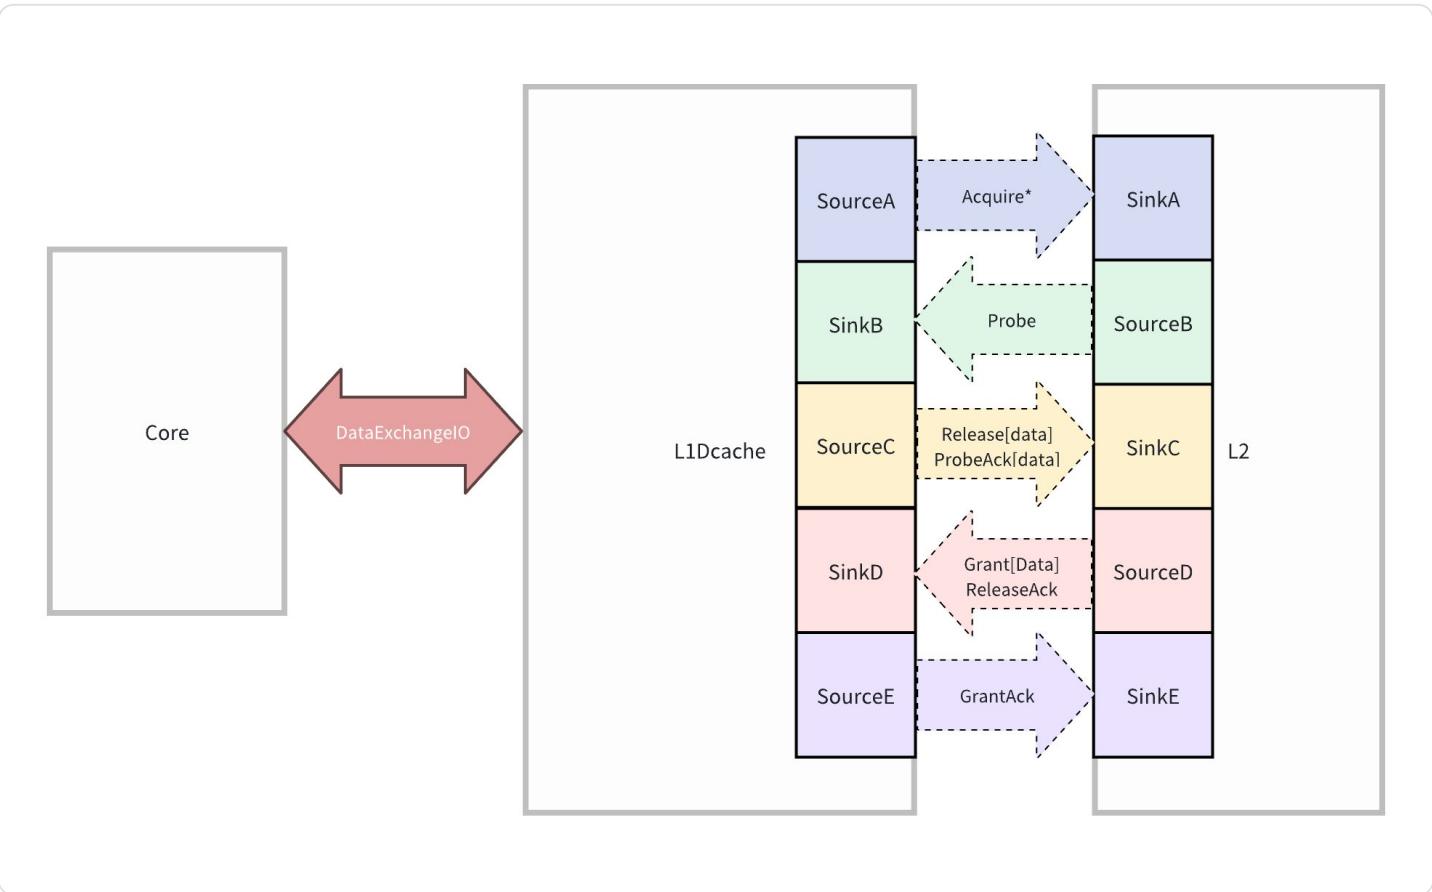 Core
DataExchangeIO
L1Dcache
SourceA
Acquire*
SinkA
SinkB
Probe
SourceB
SourceC
Release[data]
ProbeAck[data]
SinkC
L2
SinkD
Grant[Data]
ReleaseAck
SourceD
SourceE
GrantAck
SinkE